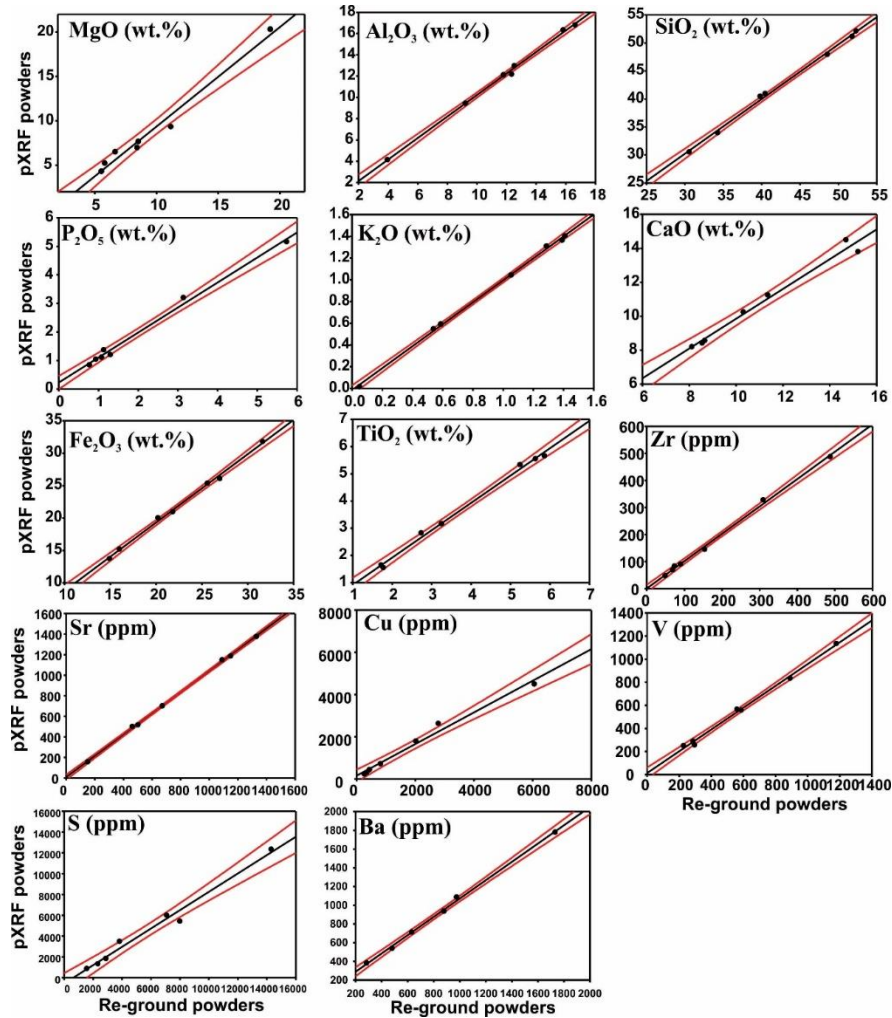 MgO (wt.%)
20
15
10
5
5 10 15 20
pXRF powders
Al₂O₃ (wt.%)
18
16
14
12
10
8
6
4
2
2 4 6 8 10 12 14 16 18
SiO₂ (wt.%)
55
50
45
40
35
30
25
25 30 35 40 45 50 55
P₂O₅ (wt.%)
6
5
4
3
2
1
0
0 1 2 3 4 5 6
pXRF powders
K₂O (wt.%)
1.6
1.4
1.2
1.0
0.8
0.6
0.4
0.2
0.0
0.0 0.2 0.4 0.6 0.8 1.0 1.2 1.4 1.6
CaO (wt.%)
16
14
12
10
8
6
6 8 10 12 14 16
Fe₂O₃ (wt.%)
35
30
25
20
15
10
10 15 20 25 30 35
pXRF powders
TiO₂ (wt.%)
7
6
5
4
3
2
1
1 2 3 4 5 6 7
Zr (ppm)
600
500
400
300
200
100
0
0 100 200 300 400 500 600
Sr (ppm)
1600
1400
1200
1000
800
600
400
200
0
0 200 400 600 800 1000 1200 1400 1600
pXRF powders
Cu (ppm)
8000
6000
4000
2000
0
0 2000 4000 6000 8000
V (ppm)
1400
1200
1000
800
600
400
200
0
0 200 400 600 800 1000 1200 1400
Re-ground powders
S (ppm)
16000
14000
12000
10000
8000
6000
4000
2000
0
0 2000 4000 6000 8000 10000 12000 14000 16000
pXRF powders
Re-ground powders
Ba (ppm)
2000
1800
1600
1400
1200
1000
800
600
400
200
200 400 600 800 1000 1200 1400 1600 1800 2000
Re-ground powders